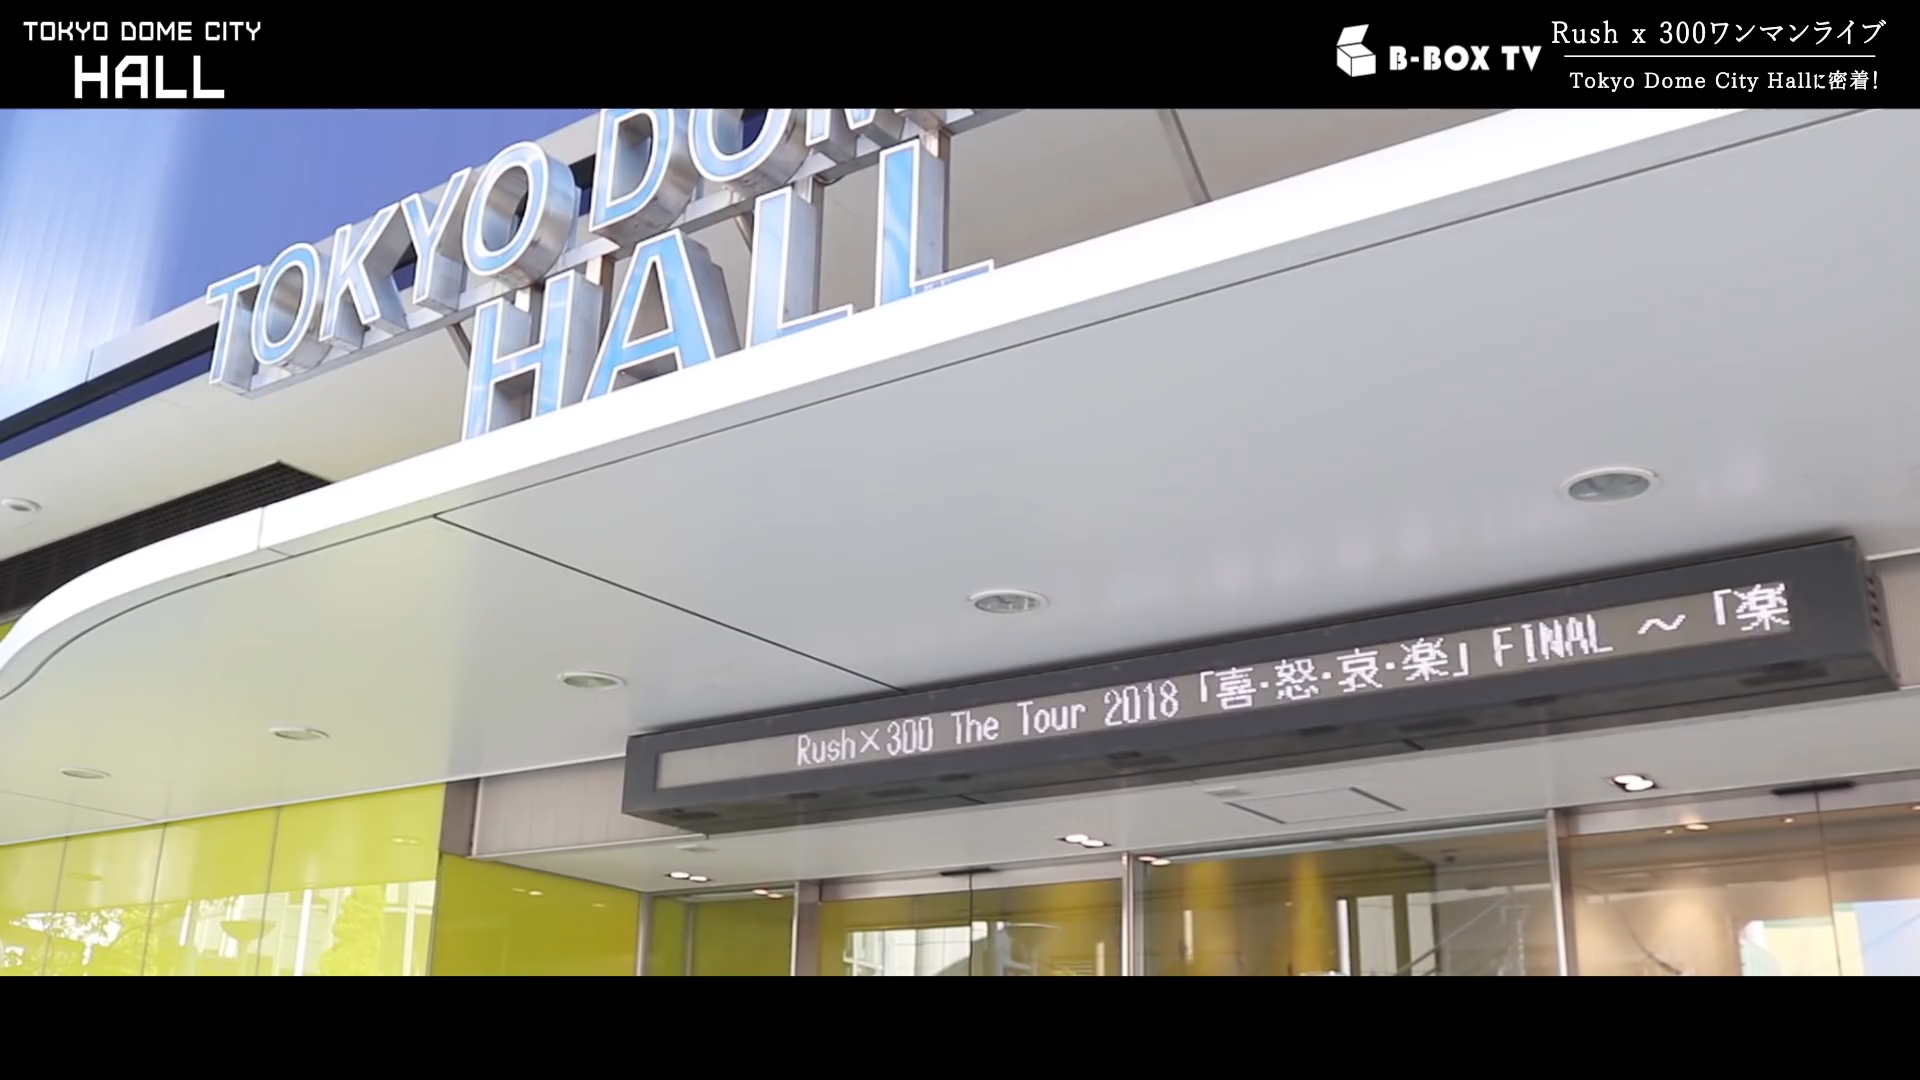 TOKYO DOME CITY
HALL
B-BOX TV
Rush x 300ワンマンライブ
Tokyo Dome City Hallに密着!
TOKYO DOM
HALL
Rush×300 The Tour 2018「喜・怒・哀・楽」FINAL ～「楽